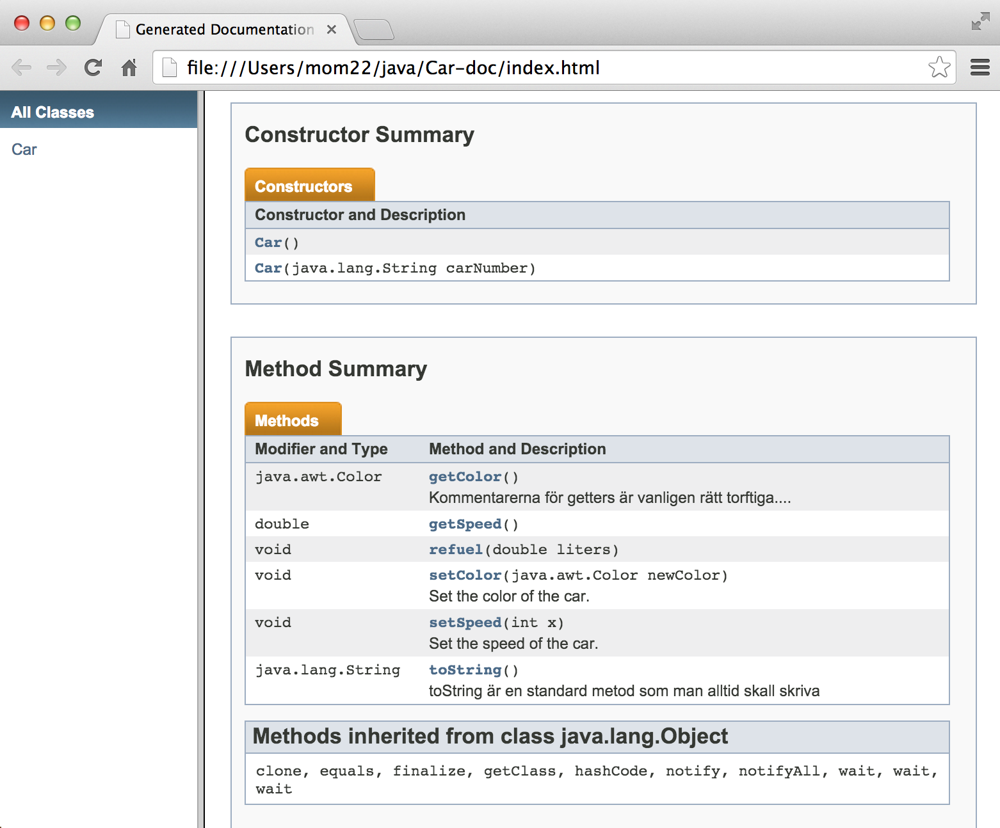 Generated Documentation
file:///Users/mom22/java/Car-doc/index.html
All Classes
Car
Constructor Summary
Constructors
Constructor and Description
Car()
Car(java.lang.String carNumber)
Method Summary
Methods
Modifier and Type Method and Description
java.awt.Color getColor()
Kommentarerna för getters är vanligen rätt torftiga....
double getSpeed()
void refuel(double liters)
void setColor(java.awt.Color newColor)
Set the color of the car.
void setSpeed(int x)
Set the speed of the car.
java.lang.String toString()
toString är en standard metod som man alltid skall skriva
Methods inherited from class java.lang.Object
clone, equals, finalize, getClass, hashCode, notify, notifyAll, wait, wait,
wait